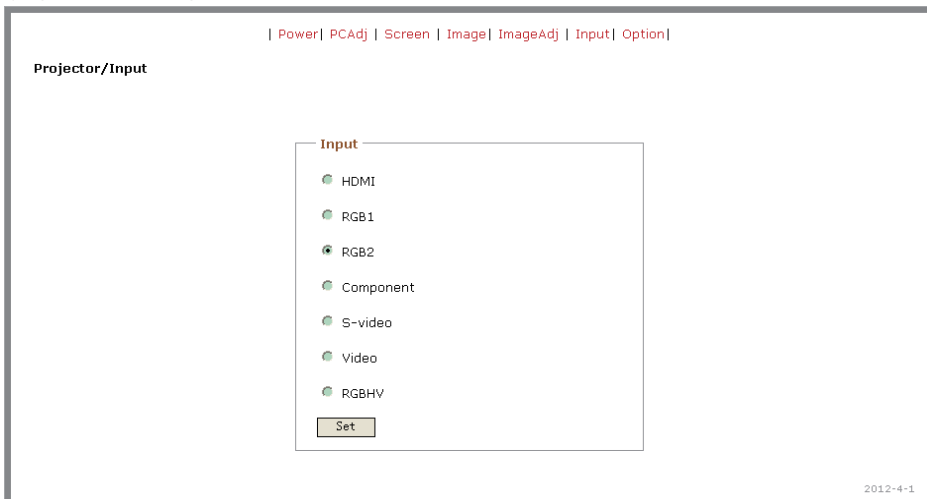 | Power| PCAdj | Screen | Image| ImageAdj | Input| Option|
Projector/Input
Input
HDMI
RGB1
RGB2
Component
S-video
Video
RGBHV
Set
2012-4-1